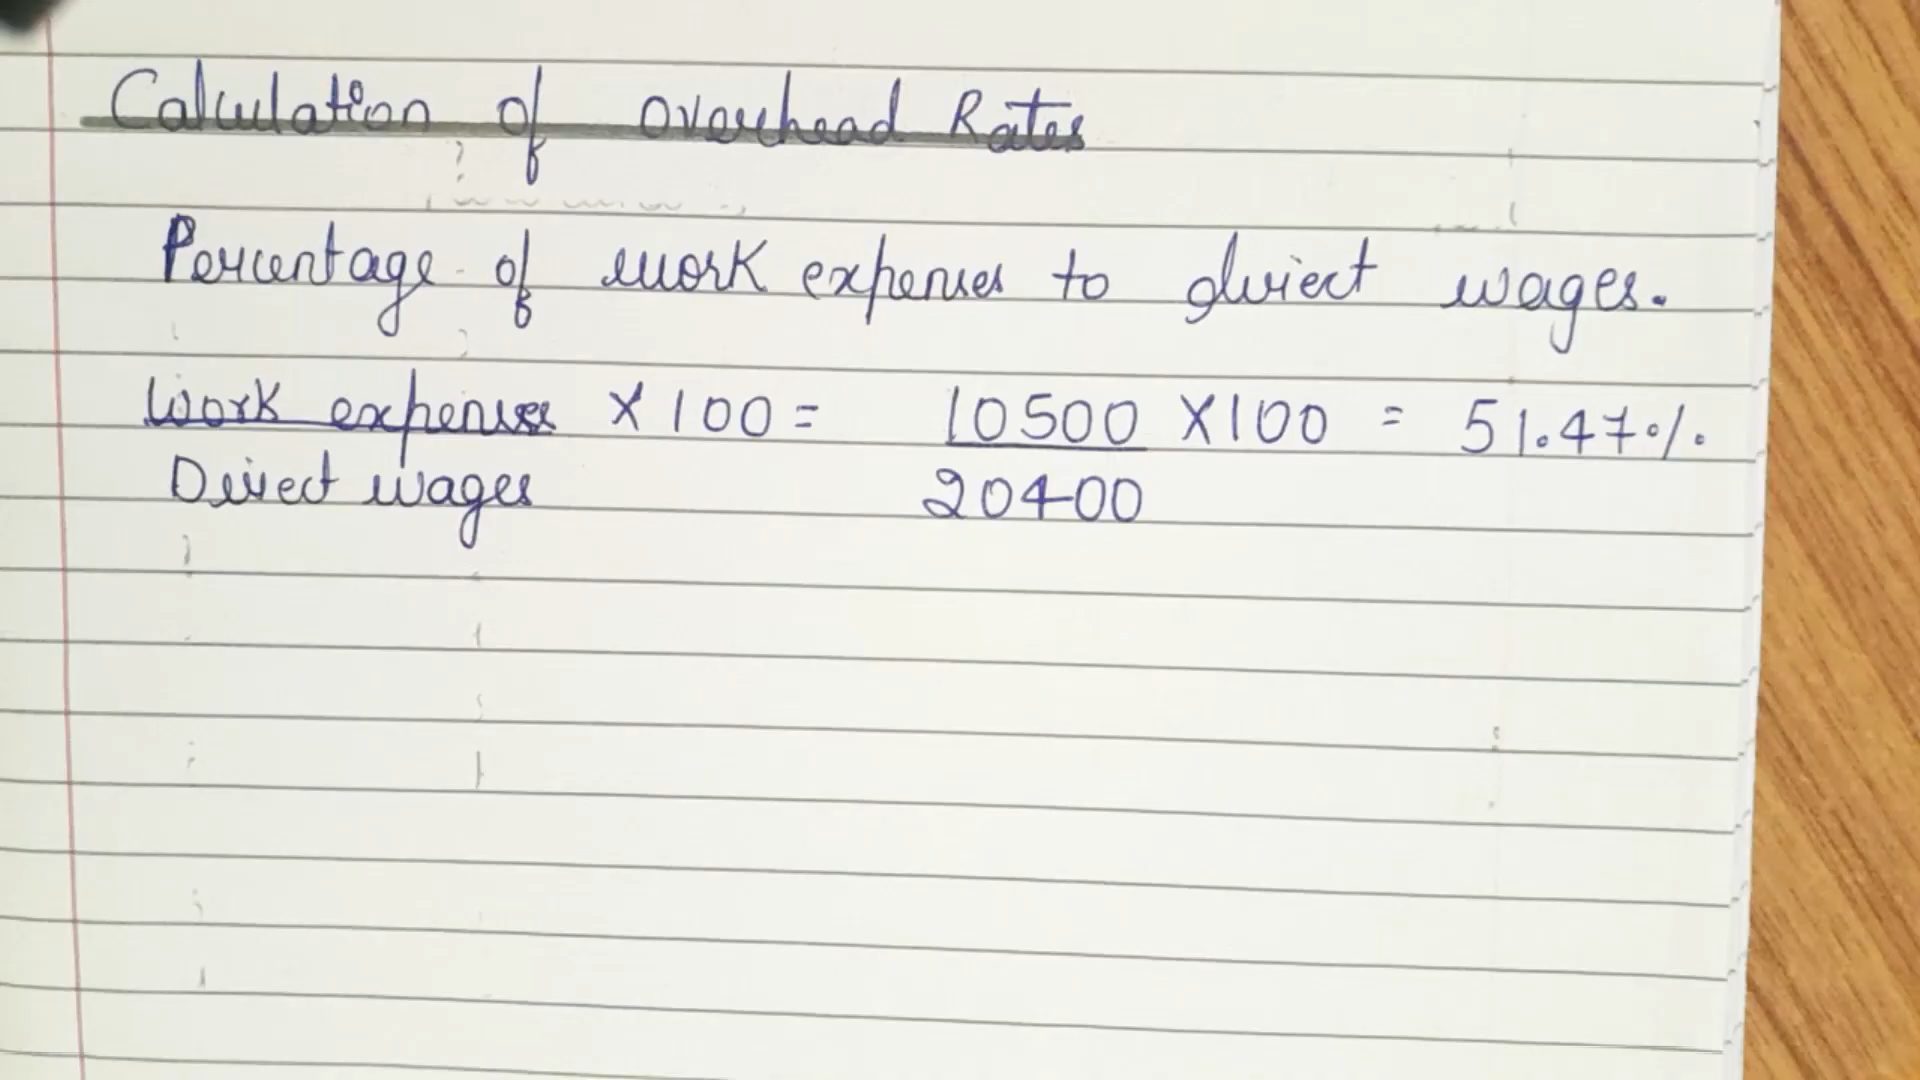 Calculation of overhead Rates
Percentage of work expenses to direct wages.
Work expenses X 100 = 10500 X100 = 51.47%.
Direct wages 20400